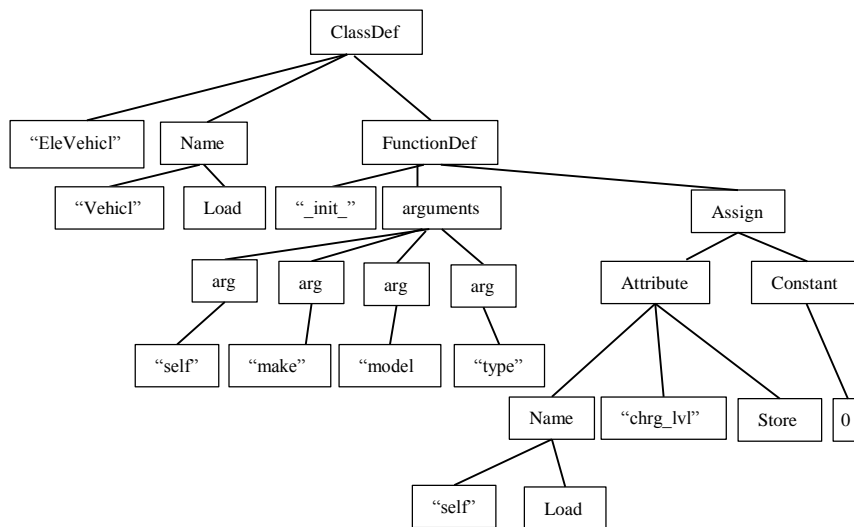 ClassDef
“EleVehicl” Name FunctionDef
“Vehicl” Load “_init_” arguments Assign
arg arg arg arg Attribute Constant
“self” “make” “model “type”
Name “chrg_lvl” Store 0
“self” Load